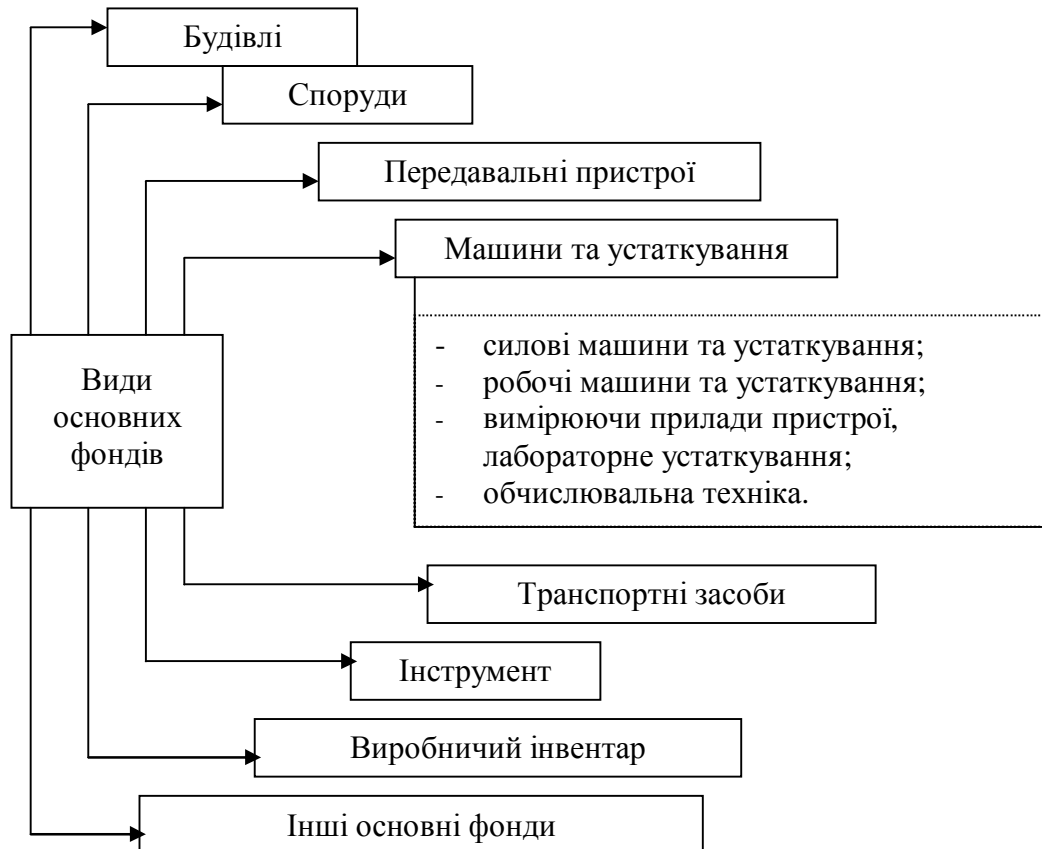 Будівлі
Споруди
Передавальні пристрої
Машини та устаткування
- силові машини та устаткування;
- робочі машини та устаткування;
- вимірюючи прилади пристрої,
лабораторне устаткування;
- обчислювальна техніка.
Види
основних
фондів
Транспортні засоби
Інструмент
Виробничий інвентар
Інші основні фонди